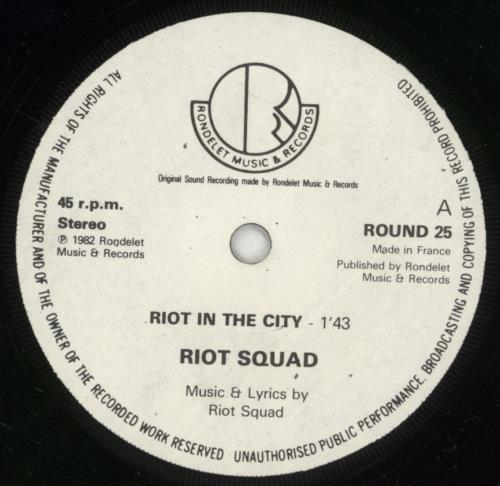 RONDELET MUSIC & RECORDS
Original Sound Recording made by Rondelet Music & Records
45 r.p.m.
Stereo
℗ 1982 Rondelet
Music & Records
A
ROUND 25
Made in France
Published by Rondelet
Music & Records
RIOT IN THE CITY - 1'43
RIOT SQUAD
Music & Lyrics by
Riot Squad
ALL RIGHTS OF THE MANUFACTURER AND OF THE OWNER OF THE RECORDED WORK RESERVED - UNAUTHORISED PUBLIC PERFORMANCE, BROADCASTING AND COPYING OF THIS RECORD PROHIBITED